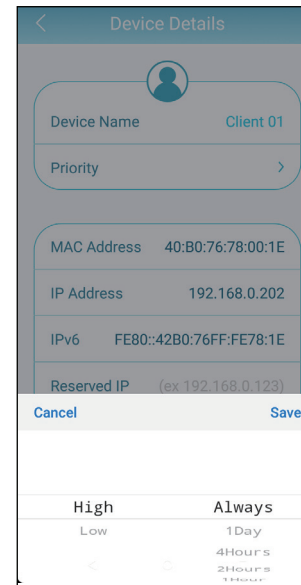 Device Details
Device Name Client 01
Priority
MAC Address 40:B0:76:78:00:1E
IP Address 192.168.0.202
IPv6 FE80::42B0:76FF:FE78:1E
Reserved IP (ex 192.168.0.123)
Cancel Save
High Always
Low 1Day
4Hours
2Hours
1Hour